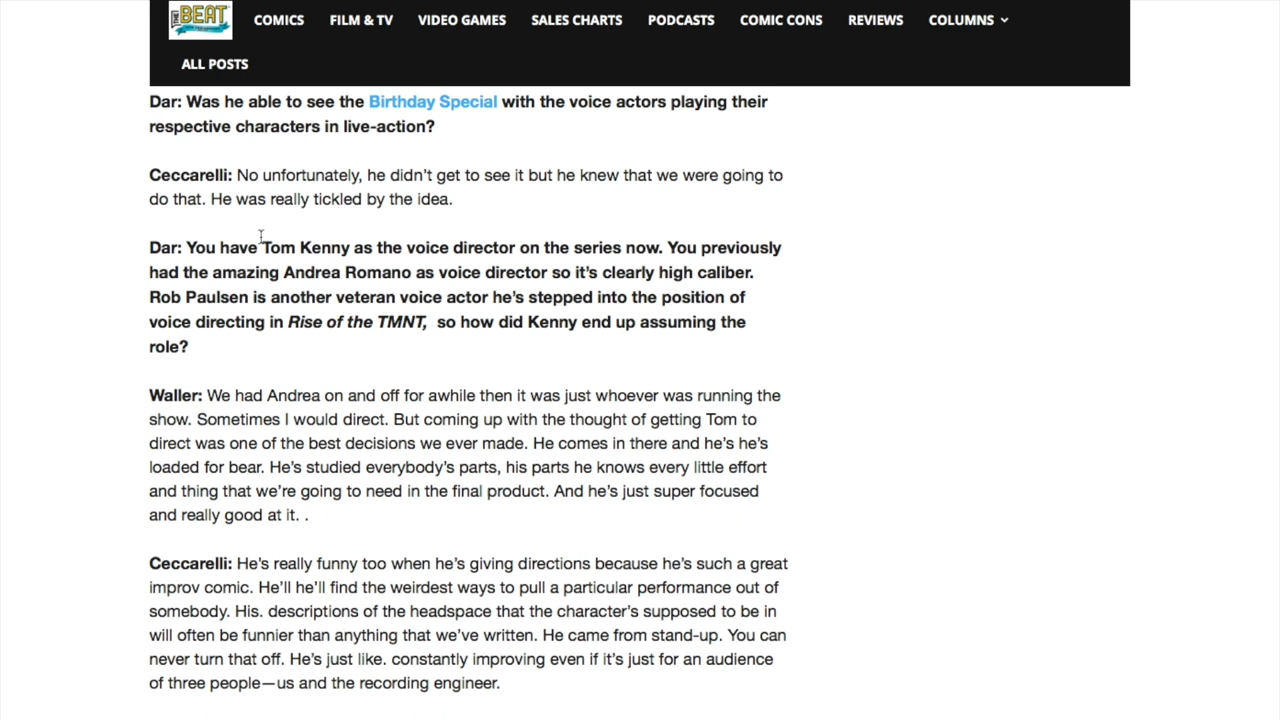 THE BEAT
COMICS FILM & TV VIDEO GAMES SALES CHARTS PODCASTS COMIC CONS REVIEWS COLUMNS
ALL POSTS
Dar: Was he able to see the Birthday Special with the voice actors playing their
respective characters in live-action?
Ceccarelli: No unfortunately, he didn’t get to see it but he knew that we were going to
do that. He was really tickled by the idea.
Dar: You have Tom Kenny as the voice director on the series now. You previously
had the amazing Andrea Romano as voice director so it’s clearly high caliber.
Rob Paulsen is another veteran voice actor he’s stepped into the position of
voice directing in Rise of the TMNT, so how did Kenny end up assuming the
role?
Waller: We had Andrea on and off for awhile then it was just whoever was running the
show. Sometimes I would direct. But coming up with the thought of getting Tom to
direct was one of the best decisions we ever made. He comes in there and he’s he’s
loaded for bear. He’s studied everybody’s parts, his parts he knows every little effort
and thing that we’re going to need in the final product. And he’s just super focused
and really good at it. .
Ceccarelli: He’s really funny too when he’s giving directions because he’s such a great
improv comic. He’ll he’ll find the weirdest ways to pull a particular performance out of
somebody. His. descriptions of the headspace that the character’s supposed to be in
will often be funnier than anything that we’ve written. He came from stand-up. You can
never turn that off. He’s just like. constantly improving even if it’s just for an audience
of three people—us and the recording engineer.